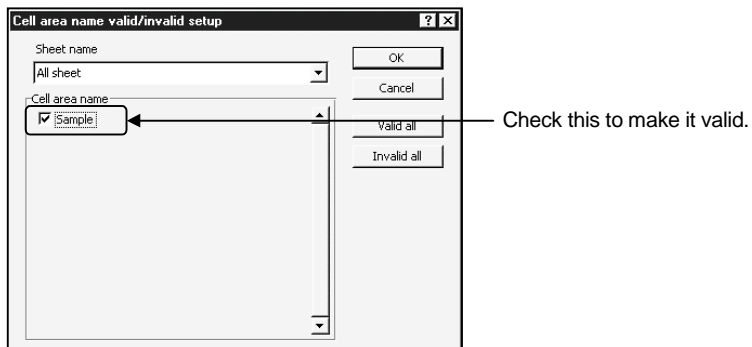 Cell area name valid/invalid setup
Sheet name
All sheet
OK
Cancel
Cell area name
Sample
Valid all
Invalid all
Check this to make it valid.